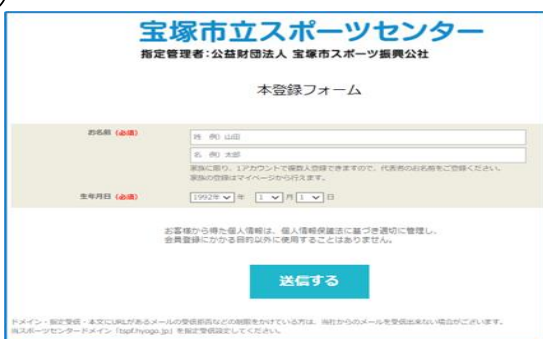 宝塚市立スポーツセンター
指定管理者:公益財団法人 宝塚市スポーツ振興公社
本登録フォーム
お名前 (必須)
姓 例) 山田
名 例) 太郎
家族に限り、1アカウントで複数人登録できますので、代表者のお名前をご登録ください。
家族の登録はマイページから行えます。
生年月日 (必須)
1992年 年 1 月 1 日
お客様から得た個人情報は、個人情報保護法に基づき適切に管理し、
会員登録にかかる目的以外に使用することはありません。
送信する
ドメイン・指定受信・本文にURLがあるメールの受信拒否などの制限をかけている方は、当社からのメールを受信出来ない場合がございます。
当スポーツセンタードメイン「tspf.hyogo.jp」を指定受信設定してください。